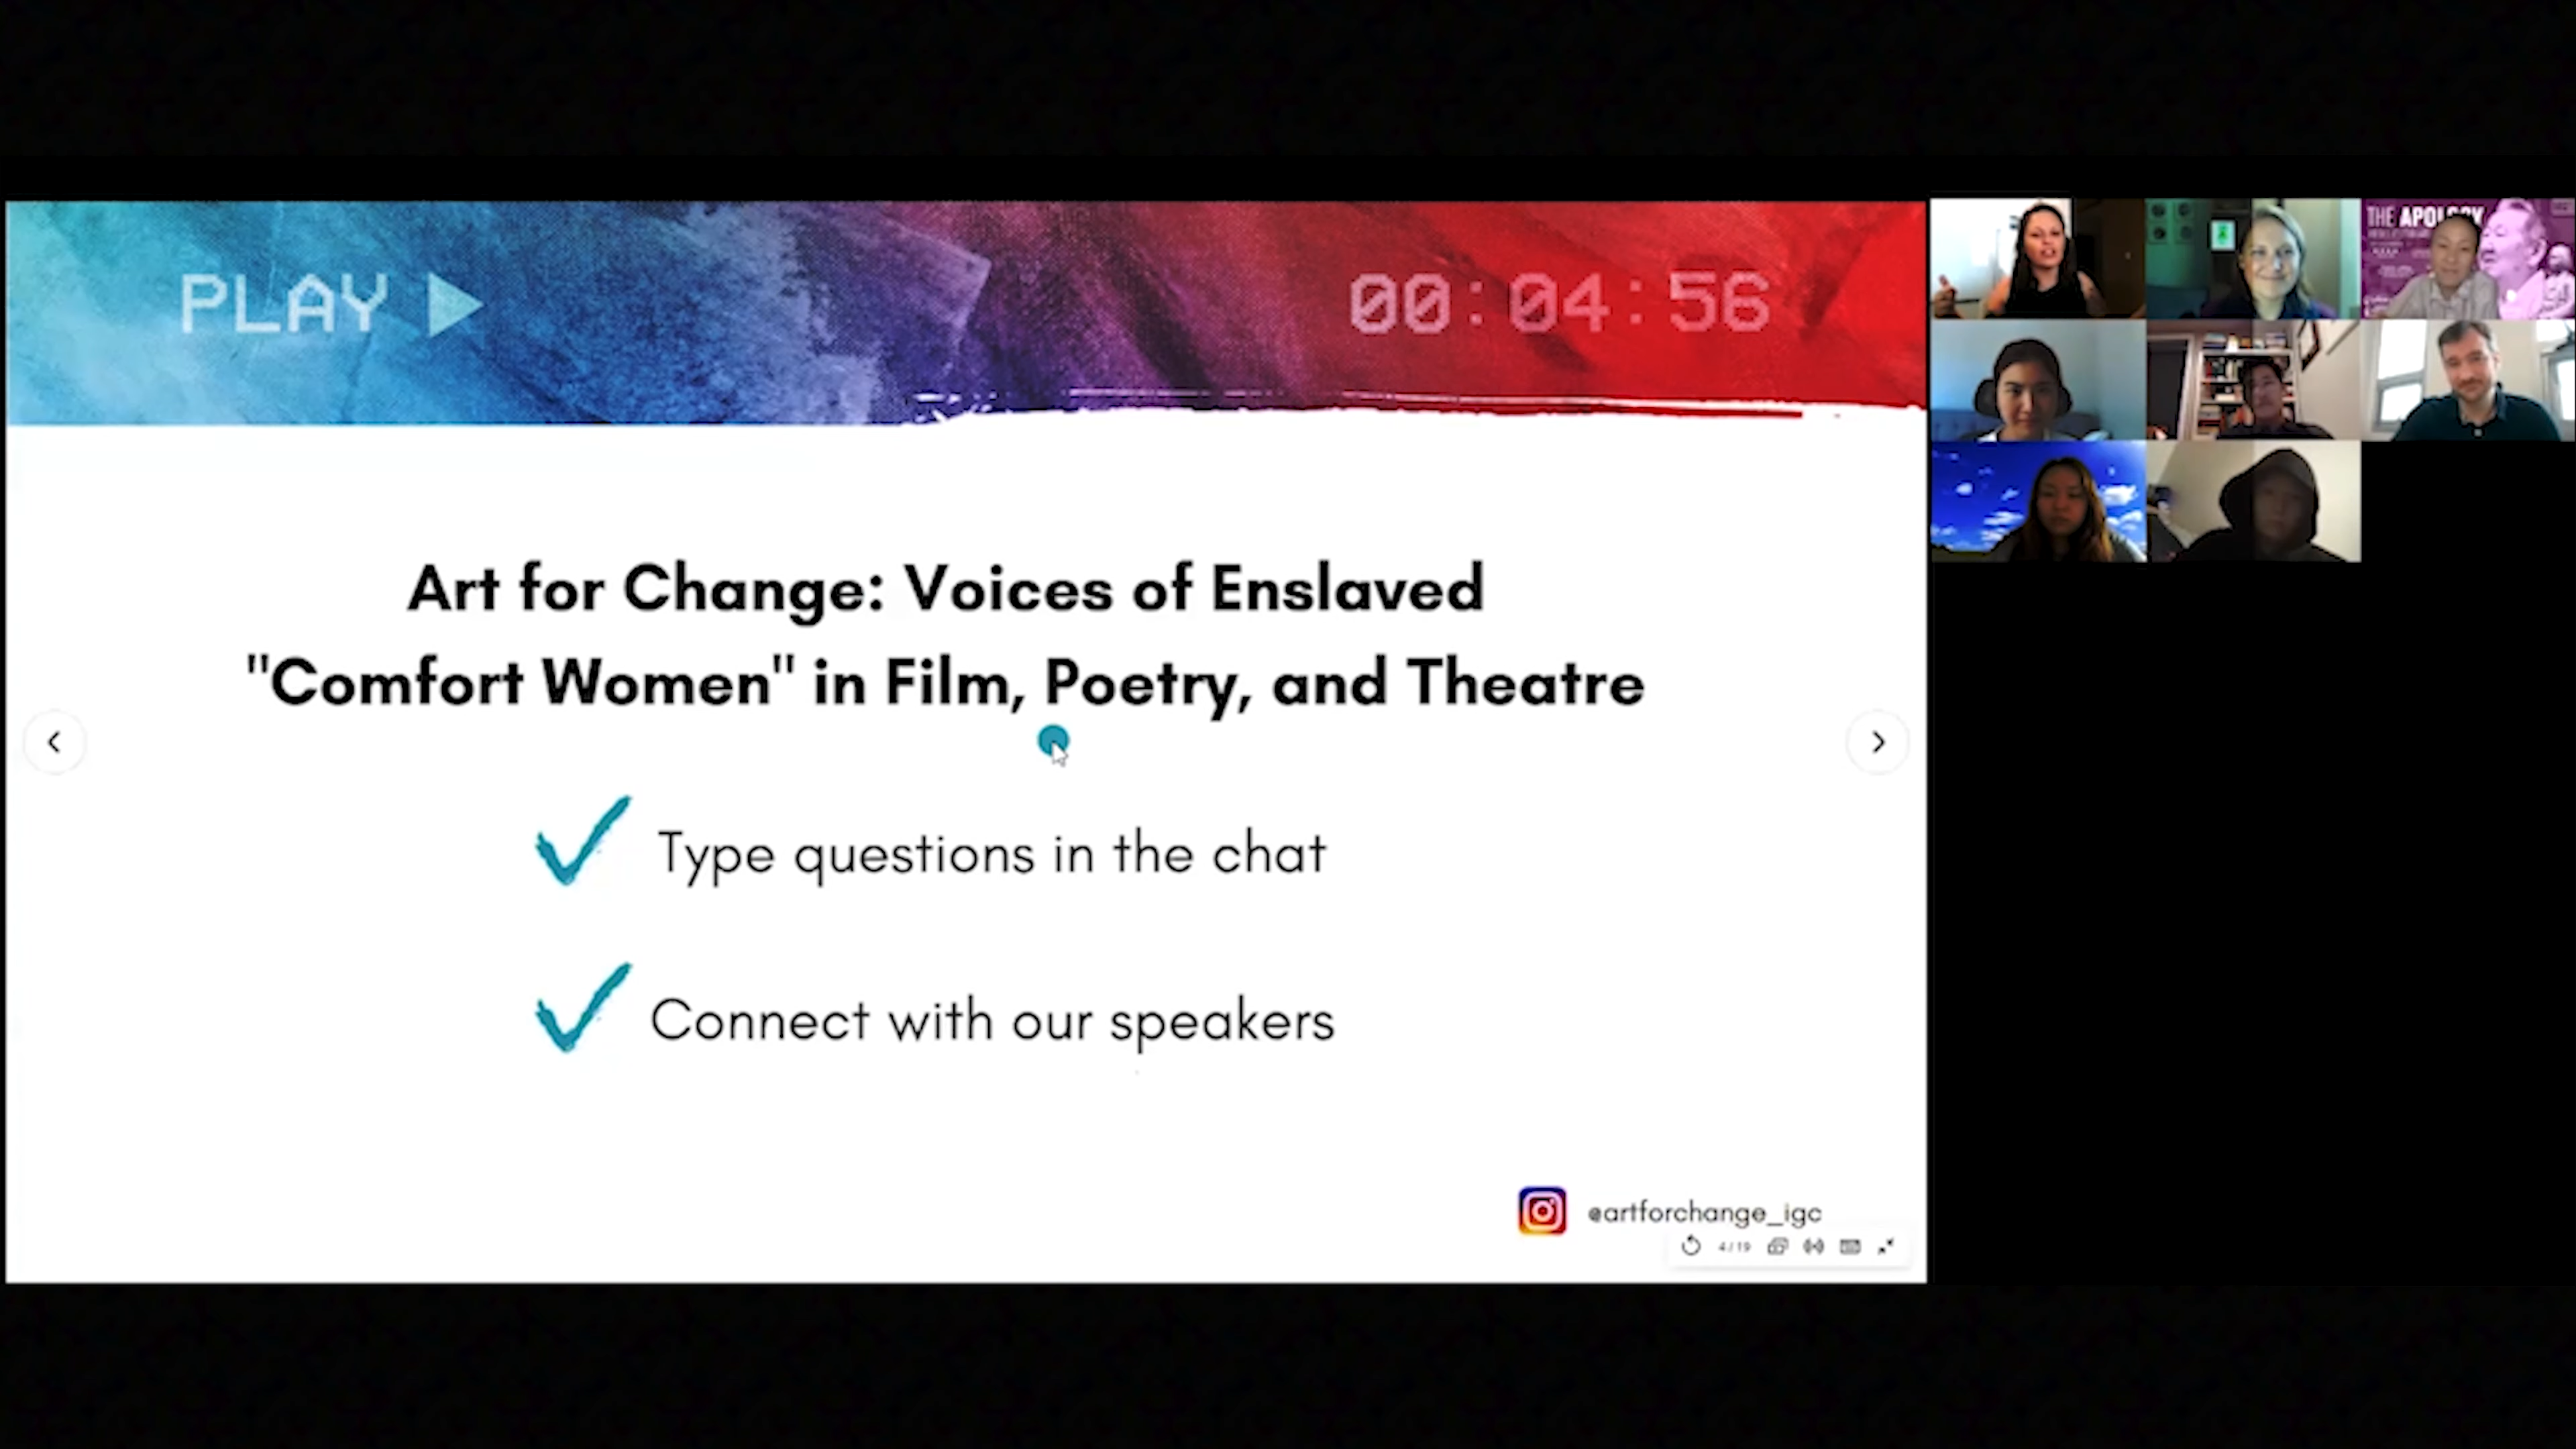 PLAY
00:04:56
THE APOLOGY
Art for Change: Voices of Enslaved
"Comfort Women" in Film, Poetry, and Theatre
Type questions in the chat
Connect with our speakers
@artforchange_igc
4/19